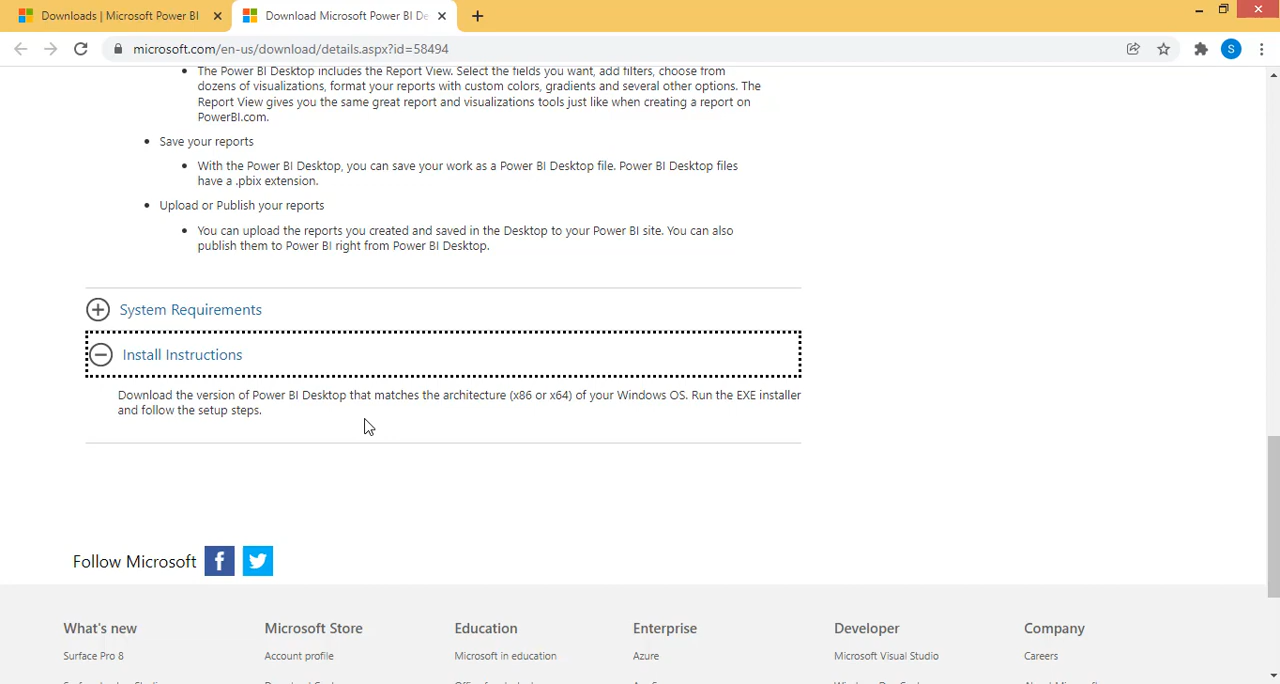 Downloads | Microsoft Power BI
Download Microsoft Power BI De
microsoft.com/en-us/download/details.aspx?id=58494
S
The Power BI Desktop includes the Report View. Select the fields you want, add filters, choose from
dozens of visualizations, format your reports with custom colors, gradients and several other options. The
Report View gives you the same great report and visualizations tools just like when creating a report on
PowerBI.com.
Save your reports
With the Power BI Desktop, you can save your work as a Power BI Desktop file. Power BI Desktop files
have a .pbix extension.
Upload or Publish your reports
You can upload the reports you created and saved in the Desktop to your Power BI site. You can also
publish them to Power BI right from Power BI Desktop.
System Requirements
Install Instructions
Download the version of Power BI Desktop that matches the architecture (x86 or x64) of your Windows OS. Run the EXE installer
and follow the setup steps.
Follow Microsoft
What's new
Microsoft Store
Education
Enterprise
Developer
Company
Surface Pro 8
Account profile
Microsoft in education
Azure
Microsoft Visual Studio
Careers